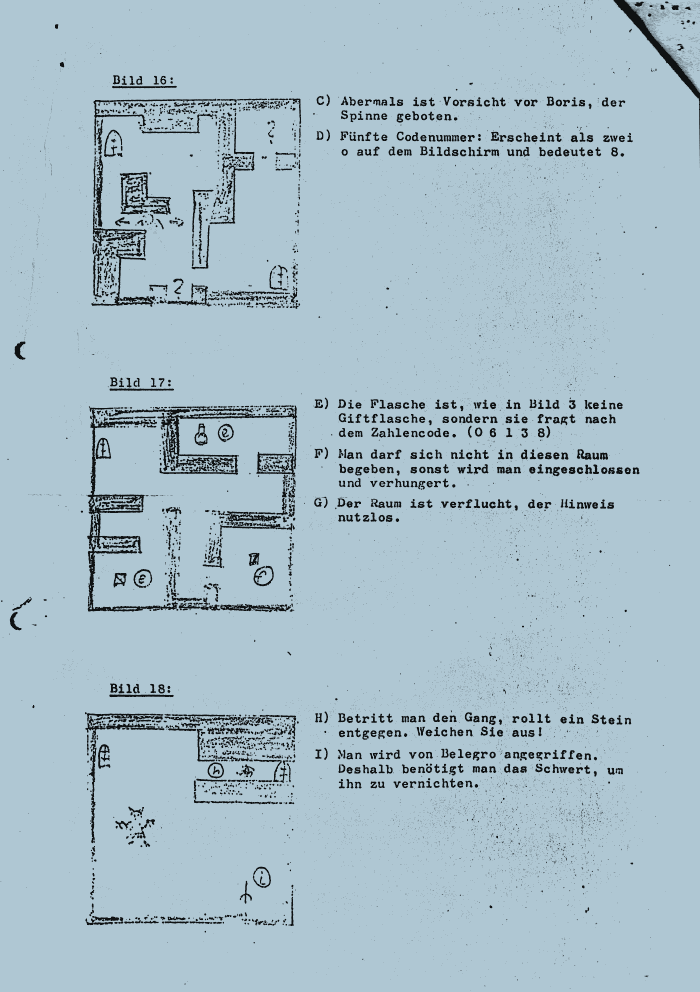 Bild 16:
C) Abermals ist Vorsicht vor Boris, der
Spinne geboten.
D) Fünfte Codenummer: Erscheint als zwei
o auf dem Bildschirm und bedeutet 8.
?
2
Bild 17:
E) Die Flasche ist, wie in Bild 3 keine
Giftflasche, sondern sie fragt nach
dem Zahlencode. (0 6 1 3 8)
F) Man darf sich nicht in diesen Raum
begeben, sonst wird man eingeschlossen
und verhungert.
G) Der Raum ist verflucht, der Hinweis
nutzlos.
e
f
Bild 18:
H) Betritt man den Gang, rollt ein Stein
entgegen. Weichen Sie aus!
I) Man wird von Belegro angegriffen.
Deshalb benötigt man das Schwert, um
ihn zu vernichten.
h
i